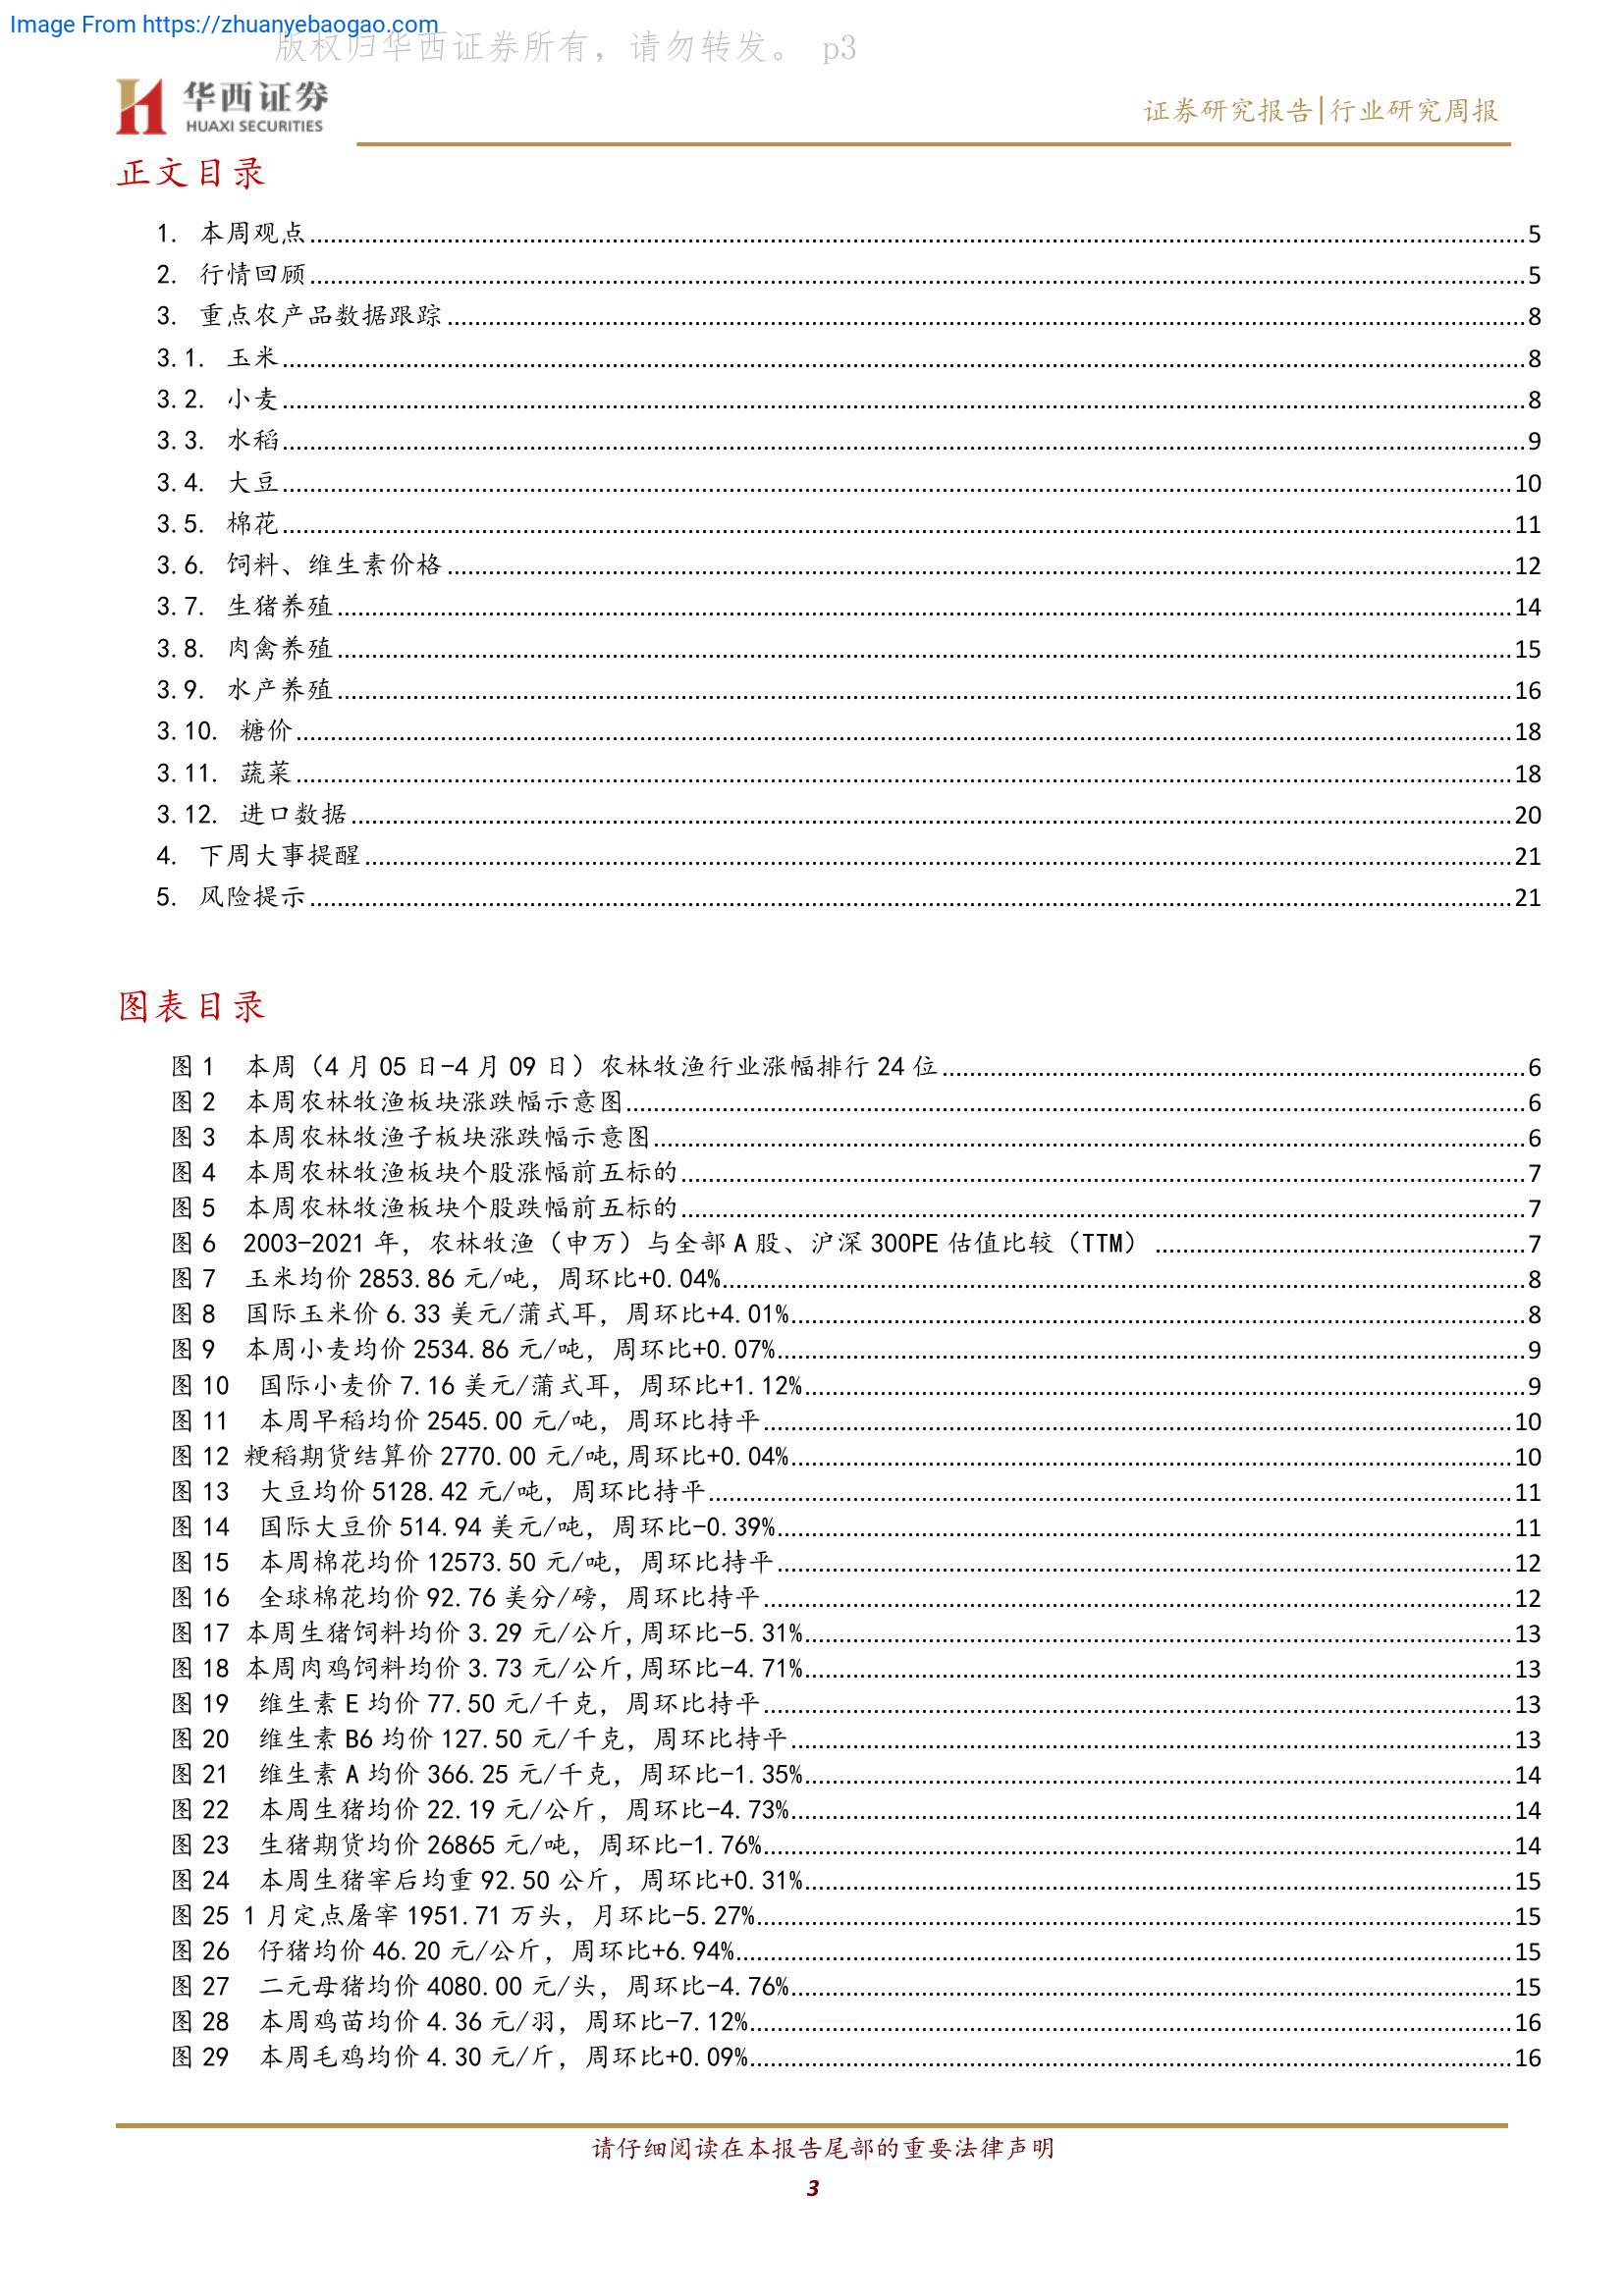 Image From https://zhuanyebaogao.com
版权归华西证券所有，请勿转发。 p3
华西证券
HUAXI SECURITIES
证券研究报告|行业研究周报
正文目录
1. 本周观点 5
2. 行情回顾 5
3. 重点农产品数据跟踪 8
3.1. 玉米 8
3.2. 小麦 8
3.3. 水稻 9
3.4. 大豆 10
3.5. 棉花 11
3.6. 饲料、维生素价格 12
3.7. 生猪养殖 14
3.8. 肉禽养殖 15
3.9. 水产养殖 16
3.10. 糖价 18
3.11. 蔬菜 18
3.12. 进口数据 20
4. 下周大事提醒 21
5. 风险提示 21
图表目录
图 1 本周（4 月 05 日-4 月 09 日）农林牧渔行业涨幅排行 24 位 6
图 2 本周农林牧渔板块涨跌幅示意图 6
图 3 本周农林牧渔子板块涨跌幅示意图 6
图 4 本周农林牧渔板块个股涨幅前五标的 7
图 5 本周农林牧渔板块个股跌幅前五标的 7
图 6 2003-2021 年，农林牧渔（申万）与全部 A 股、沪深 300PE 估值比较（TTM） 7
图 7 玉米均价 2853.86 元/吨，周环比+0.04% 8
图 8 国际玉米价 6.33 美元/蒲式耳，周环比+4.01% 8
图 9 本周小麦均价 2534.86 元/吨，周环比+0.07% 9
图 10 国际小麦价 7.16 美元/蒲式耳，周环比+1.12% 9
图 11 本周早稻均价 2545.00 元/吨，周环比持平 10
图 12 粳稻期货结算价 2770.00 元/吨,周环比+0.04% 10
图 13 大豆均价 5128.42 元/吨，周环比持平 11
图 14 国际大豆价 514.94 美元/吨，周环比-0.39% 11
图 15 本周棉花均价 12573.50 元/吨，周环比持平 12
图 16 全球棉花均价 92.76 美分/磅，周环比持平 12
图 17 本周生猪饲料均价 3.29 元/公斤,周环比-5.31% 13
图 18 本周肉鸡饲料均价 3.73 元/公斤,周环比-4.71% 13
图 19 维生素 E 均价 77.50 元/千克，周环比持平 13
图 20 维生素 B6 均价 127.50 元/千克，周环比持平 13
图 21 维生素 A 均价 366.25 元/千克，周环比-1.35% 14
图 22 本周生猪均价 22.19 元/公斤，周环比-4.73% 14
图 23 生猪期货均价 26865 元/吨，周环比-1.76% 14
图 24 本周生猪宰后均重 92.50 公斤，周环比+0.31% 15
图 25 1 月定点屠宰 1951.71 万头，月环比-5.27% 15
图 26 仔猪均价 46.20 元/公斤，周环比+6.94% 15
图 27 二元母猪均价 4080.00 元/头，周环比-4.76% 15
图 28 本周鸡苗均价 4.36 元/羽，周环比-7.12% 16
图 29 本周毛鸡均价 4.30 元/斤，周环比+0.09% 16
请仔细阅读在本报告尾部的重要法律声明
3